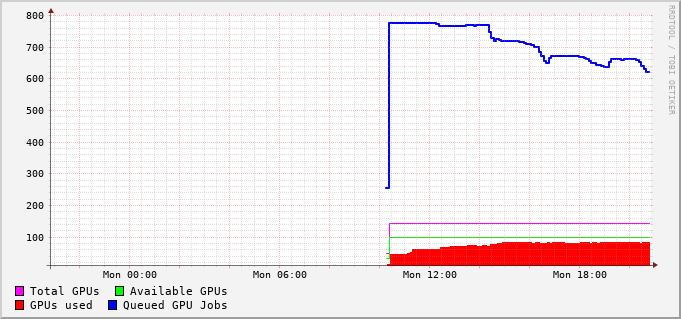 800
700
600
500
400
300
200
100
Mon 00:00 Mon 06:00 Mon 12:00 Mon 18:00
Total GPUs Available GPUs
GPUs used Queued GPU Jobs
RRDTOOL / TOBI OETIKER